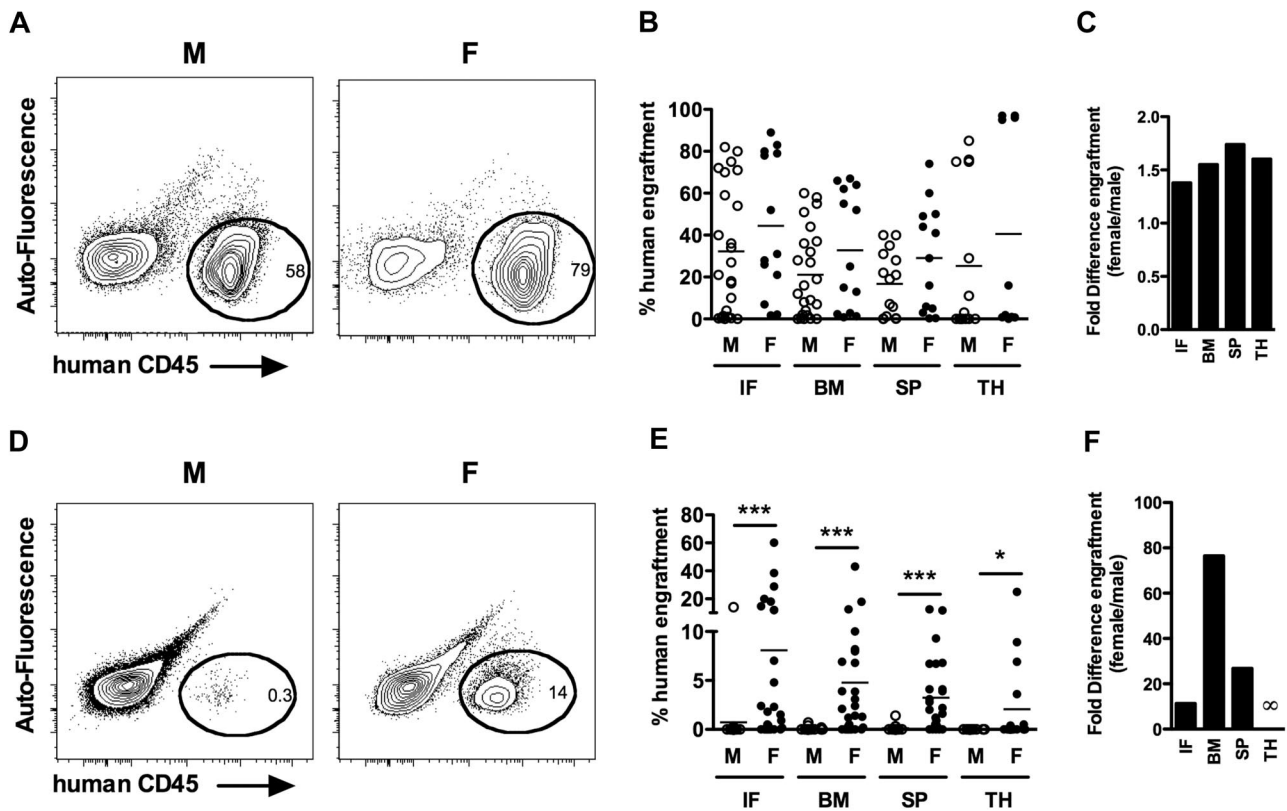 A
M
F
Auto-Fluorescence
58
79
human CD45
B
% human engraftment
100
80
60
40
20
0
M F M F M F M F
IF BM SP TH
C
Fold Difference engraftment
(female/male)
2.0
1.5
1.0
0.5
0.0
IF BM SP TH
D
M
F
Auto-Fluorescence
0.3
14
human CD45
E
% human engraftment
80
60
40
20
10
5
0
*** *** *** *
M F M F M F M F
IF BM SP TH
F
Fold Difference engraftment
(female/male)
100
80
60
40
20
0
∞
IF BM SP TH